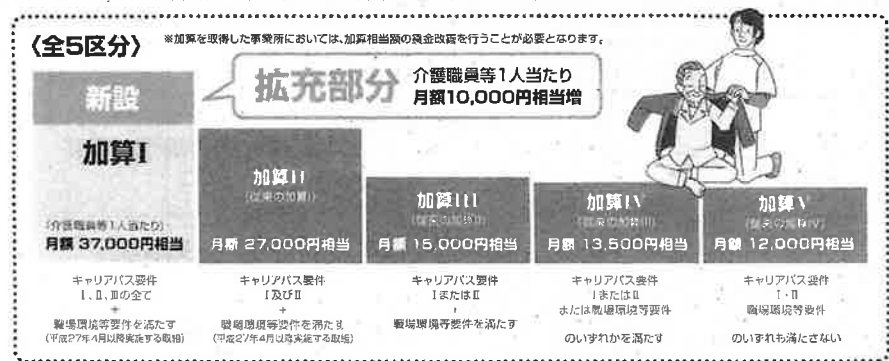 〈全5区分〉
※加算を取得した事業所においては、加算相当額の賃金改善を行うことが必要となります。
新設
拡充部分
介護職員等1人当たり
月額10,000円相当増
加算I
(介護職員等1人当たり)
月額 37,000円相当
加算II
(従来の加算I)
月額 27,000円相当
加算III
(従来の加算II)
月額 15,000円相当
加算IV
(従来の加算III)
月額 13,500円相当
加算V
(従来の加算IV)
月額 12,000円相当
キャリアパス要件
I、II、IIIの全て
+
職場環境等要件を満たす
(平成27年4月以降実施する取組)
キャリアパス要件
I及びII
+
職場環境等要件を満たす
(平成27年4月以降実施する取組)
キャリアパス要件
IまたはII
+
職場環境等要件を満たす
キャリアパス要件
IまたはII
または職場環境等要件
のいずれかを満たす
キャリアパス要件
I・II
職場環境等要件
のいずれも満たさない